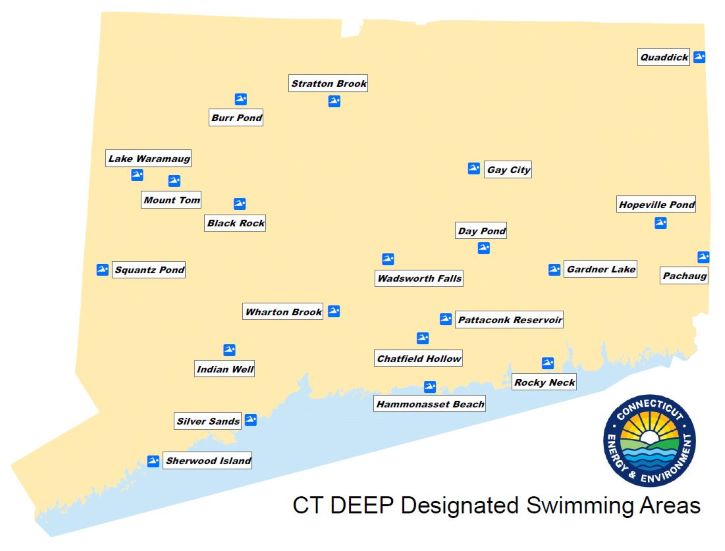 Quaddick
Stratton Brook
Burr Pond
Lake Waramaug
Gay City
Mount Tom
Hopeville Pond
Black Rock
Day Pond
Squantz Pond
Gardner Lake
Pachaug
Wadsworth Falls
Wharton Brook
Pattaconk Reservoir
Chatfield Hollow
Indian Well
Rocky Neck
Hammonasset Beach
Silver Sands
Sherwood Island
CONNECTICUT
ENERGY & ENVIRONMENT
CT DEEP Designated Swimming Areas